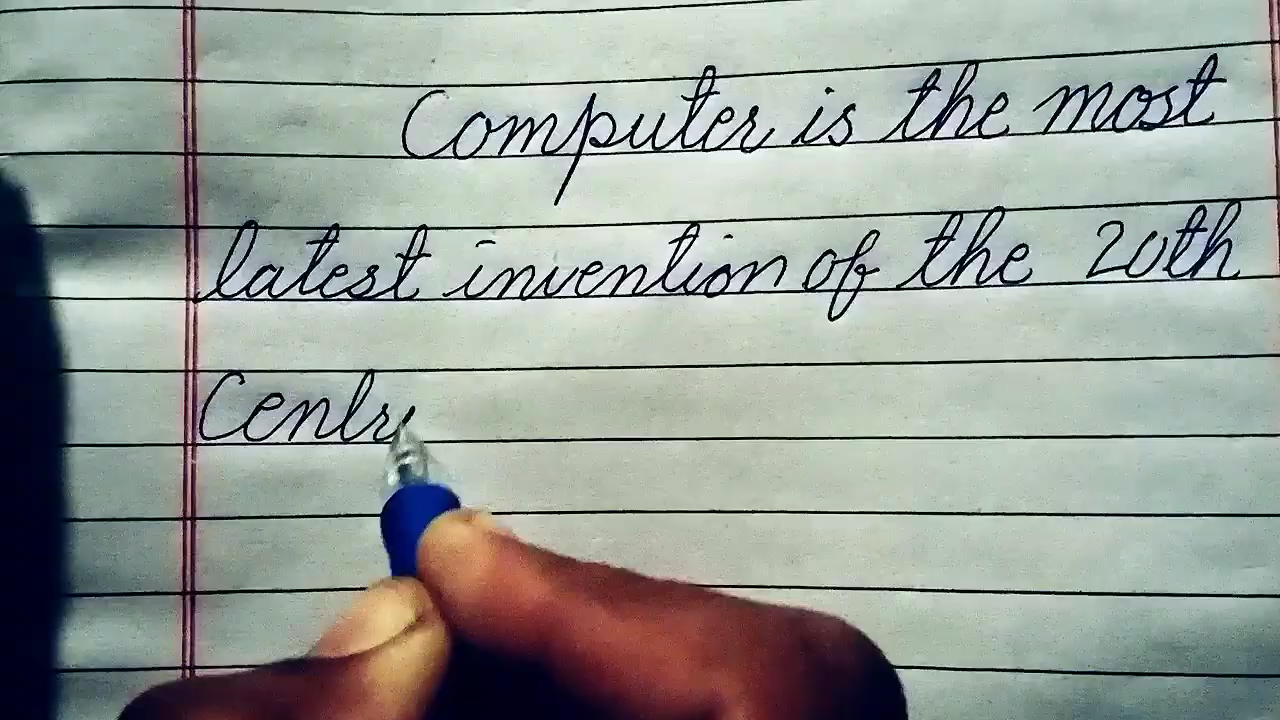 Computer is the most
latest invention of the 20th